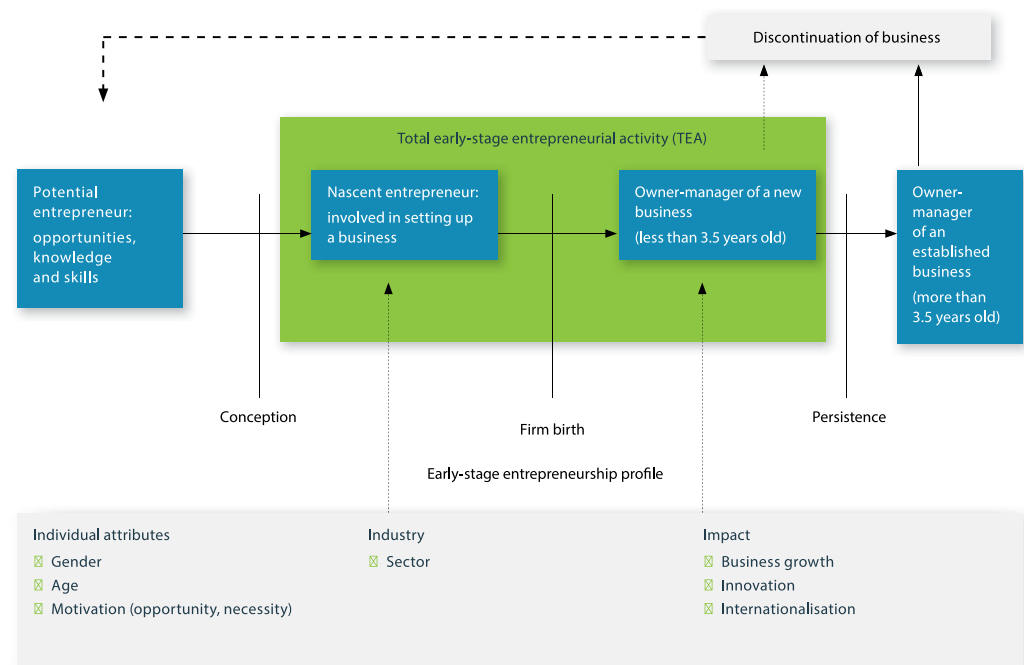 Discontinuation of business
Total early-stage entrepreneurial activity (TEA)
Potential
entrepreneur:
opportunities,
knowledge
and skills
Nascent entrepreneur:
involved in setting up
a business
Owner-manager of a new
business
(less than 3.5 years old)
Owner-
manager
of an
established
business
(more than
3.5 years old)
Conception
Firm birth
Persistence
Early-stage entrepreneurship profile
Individual attributes
Gender
Age
Motivation (opportunity, necessity)
Industry
Sector
Impact
Business growth
Innovation
Internationalisation